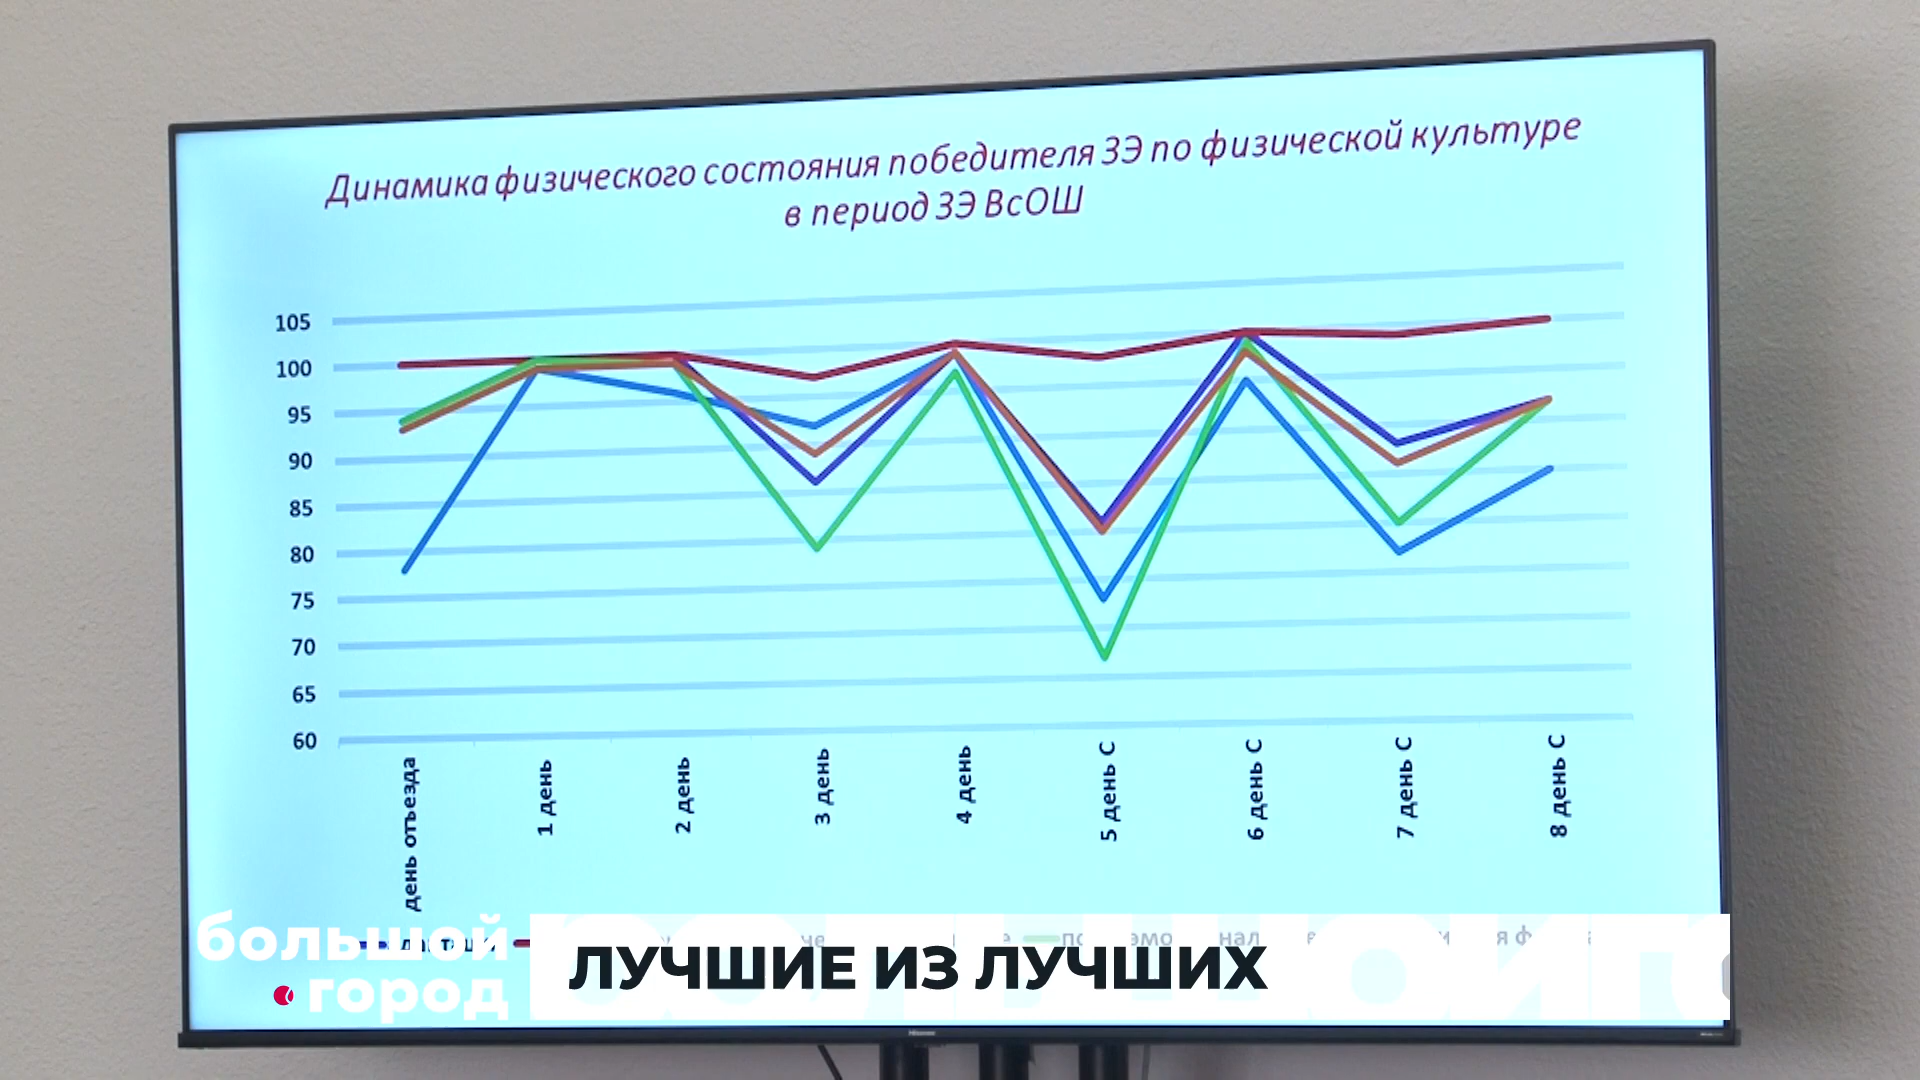 Динамика физического состояния победителя ЗЭ по физической культуре
в период ЗЭ ВсОШ
105
100
95
90
85
80
75
70
65
60
день отъезда
1 день
2 день
3 день
4 день
5 день С
6 день С
7 день С
8 день С
большой
город
ЛУЧШИЕ ИЗ ЛУЧШИХ